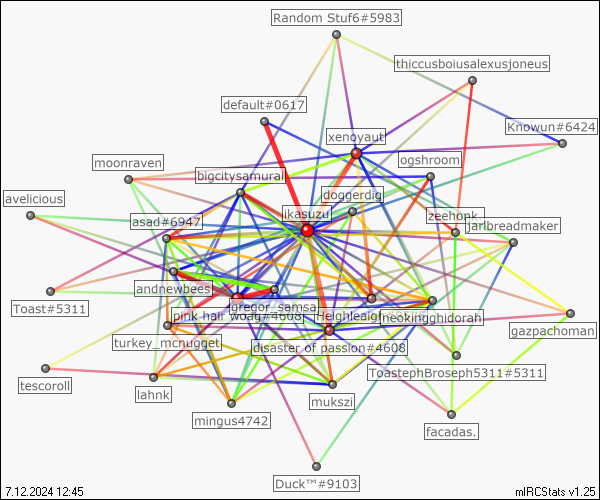 Random Stuf6#5983
thiccusboiusalexusjoneus
default#0617
Knowun#6424
xenoyaut
ogshroom
moonraven
bigcitysamurai
doggerdig
avelicious
ikasuzu
asad#6947
zeehonk
jarlbreadmaker
andnewbees
Toast#5311
gregor_samsa
pink hair woag#4608
Heighleaigh
neokingghidorah
gazpachoman
turkey_mcnugget
disaster of passion#4608
ToastephBroseph5311#5311
tescoroll
lahnk
mukszi
mingus4742
facadas.
Duck™#9103
7.12.2024 12:45
mIRCStats v1.25